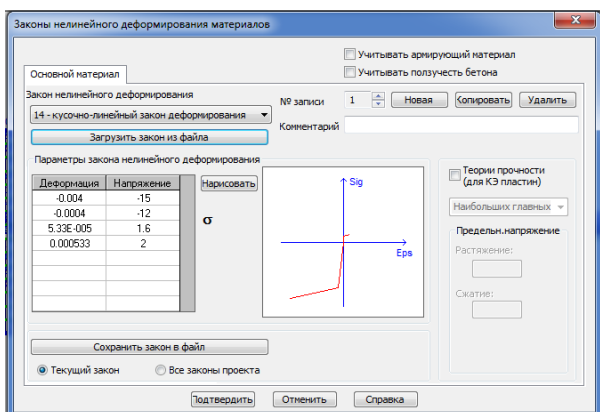 Законы нелинейного деформирования материалов
Учитывать армирующий материал
Основной материал
Учитывать ползучесть бетона
Закон нелинейного деформирования
№ записи 1 Новая Копировать Удалить
14 - кусочно-линейный закон деформирования
Комментарий
Загрузить закон из файла
Параметры закона нелинейного деформирования
Деформация Напряжение Нарисовать
-0.004 -15
-0.0004 -12
5.33E-005 1.6
0.000533 2
σ
Sig
Eps
Теории прочности
(для КЭ пластин)
Наибольших главных
Предельн.напряжение
Растяжение:
Сжатие:
Сохранить закон в файл
Текущий закон Все законы проекта
Подтвердить Отменить Справка